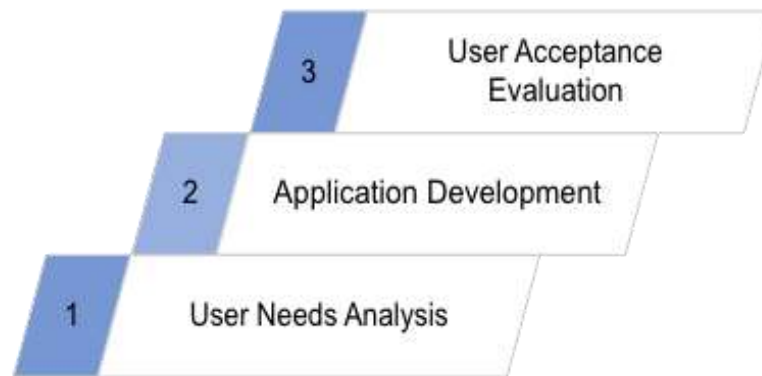 3
User Acceptance
Evaluation
2
Application Development
1
User Needs Analysis